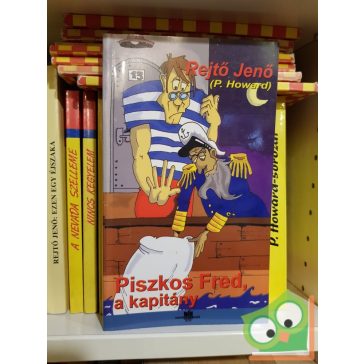 Rejtő Jenő
(P. Howard)
Piszkos Fred,
a kapitány
REJTŐ JENŐ: EZEN EGY ÉJSZAKA
A NEVADA SZELLEME
NINCS KEGYELEM
P. Howard-sorozat